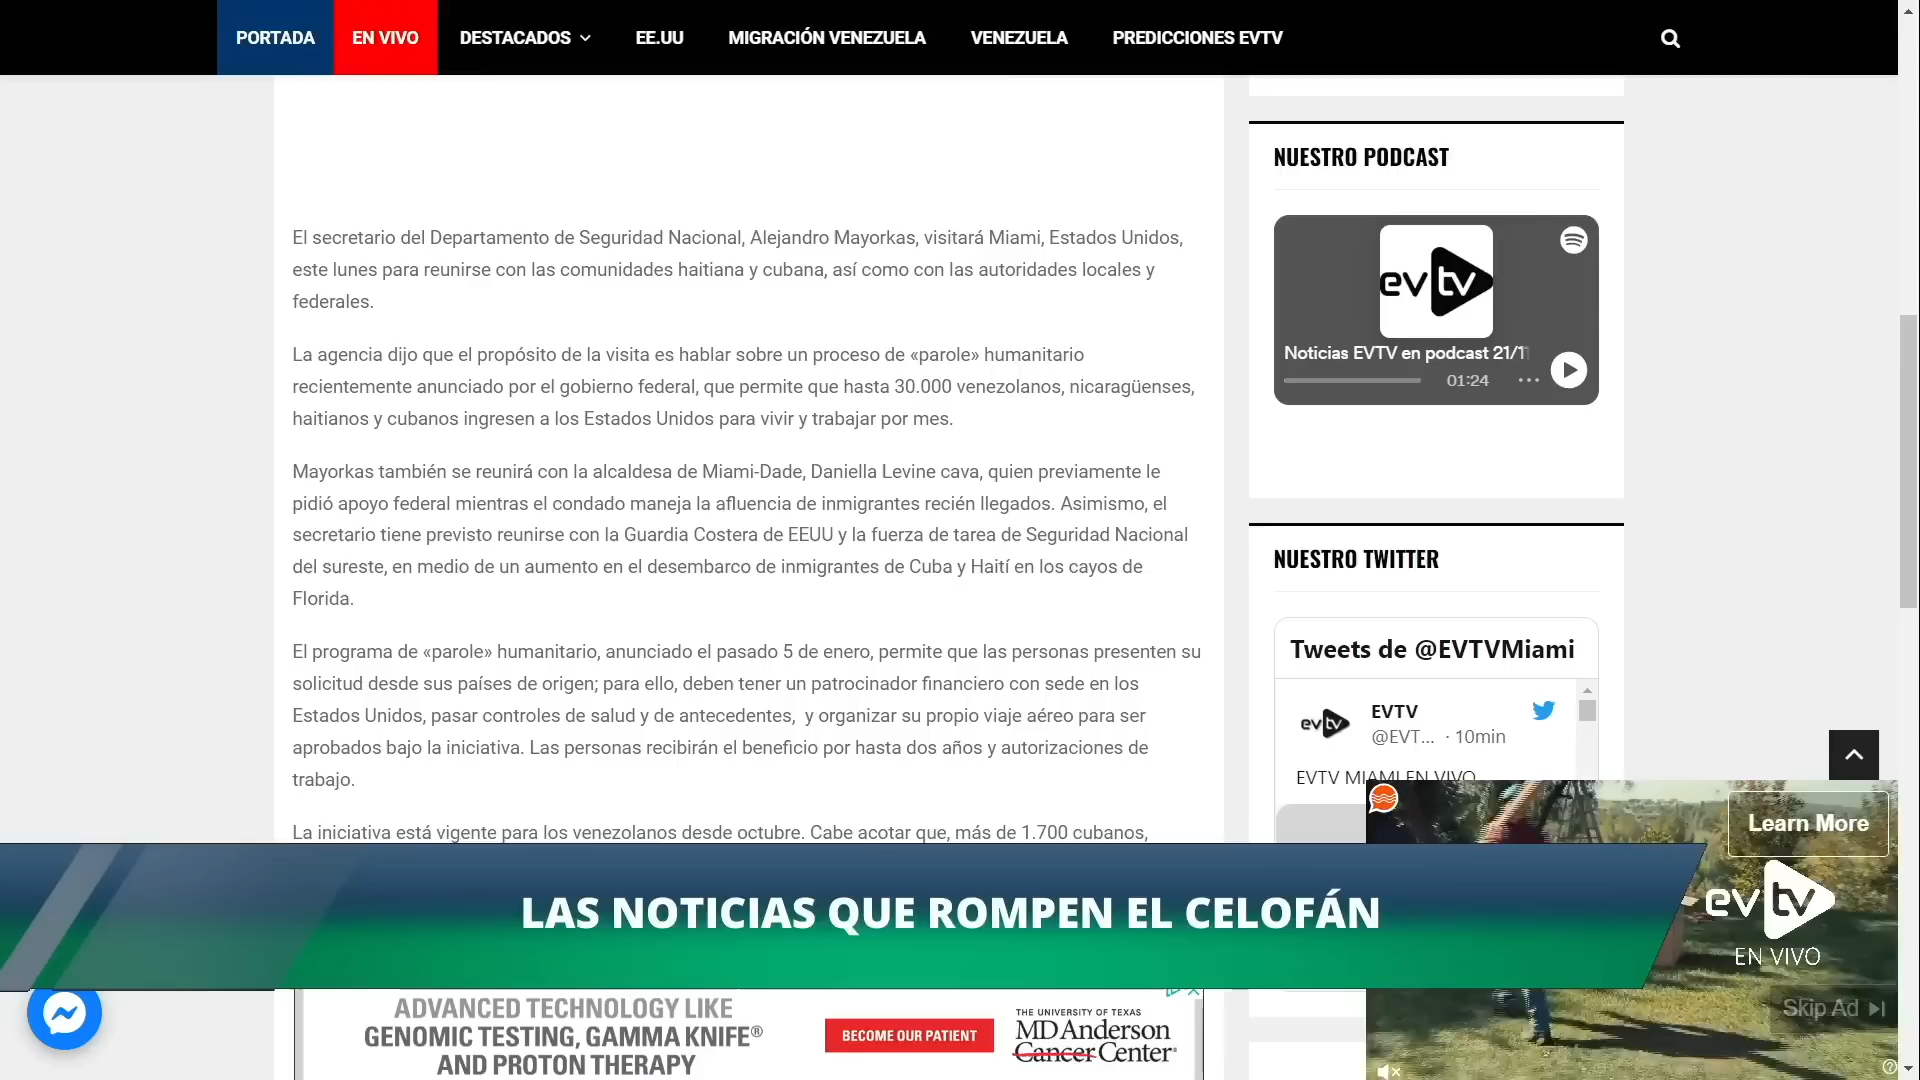 PORTADA
EN VIVO
DESTACADOS
EE.UU
MIGRACIÓN VENEZUELA
VENEZUELA
PREDICCIONES EVTV
El secretario del Departamento de Seguridad Nacional, Alejandro Mayorkas, visitará Miami, Estados Unidos,
este lunes para reunirse con las comunidades haitiana y cubana, así como con las autoridades locales y
federales.
La agencia dijo que el propósito de la visita es hablar sobre un proceso de «parole» humanitario
recientemente anunciado por el gobierno federal, que permite que hasta 30.000 venezolanos, nicaragüenses,
haitianos y cubanos ingresen a los Estados Unidos para vivir y trabajar por mes.
Mayorkas también se reunirá con la alcaldesa de Miami-Dade, Daniella Levine cava, quien previamente le
pidió apoyo federal mientras el condado maneja la afluencia de inmigrantes recién llegados. Asimismo, el
secretario tiene previsto reunirse con la Guardia Costera de EEUU y la fuerza de tarea de Seguridad Nacional
del sureste, en medio de un aumento en el desembarco de inmigrantes de Cuba y Haití en los cayos de
Florida.
El programa de «parole» humanitario, anunciado el pasado 5 de enero, permite que las personas presenten su
solicitud desde sus países de origen; para ello, deben tener un patrocinador financiero con sede en los
Estados Unidos, pasar controles de salud y de antecedentes,  y organizar su propio viaje aéreo para ser
aprobados bajo la iniciativa. Las personas recibirán el beneficio por hasta dos años y autorizaciones de
trabajo.
La iniciativa está vigente para los venezolanos desde octubre. Cabe acotar que, más de 1.700 cubanos,
NUESTRO PODCAST
evtv
Noticias EVTV en podcast 21/11
01:24
NUESTRO TWITTER
Tweets de @EVTVMiami
evtv
EVTV
@EVT... · 10min
EVTV MIAMI EN VIVO
Learn More
LAS NOTICIAS QUE ROMPEN EL CELOFÁN
evtv
EN VIVO
Skip Ad
ADVANCED TECHNOLOGY LIKE
GENOMIC TESTING, GAMMA KNIFE®
AND PROTON THERAPY
BECOME OUR PATIENT
THE UNIVERSITY OF TEXAS
MD Anderson
Cancer Center®